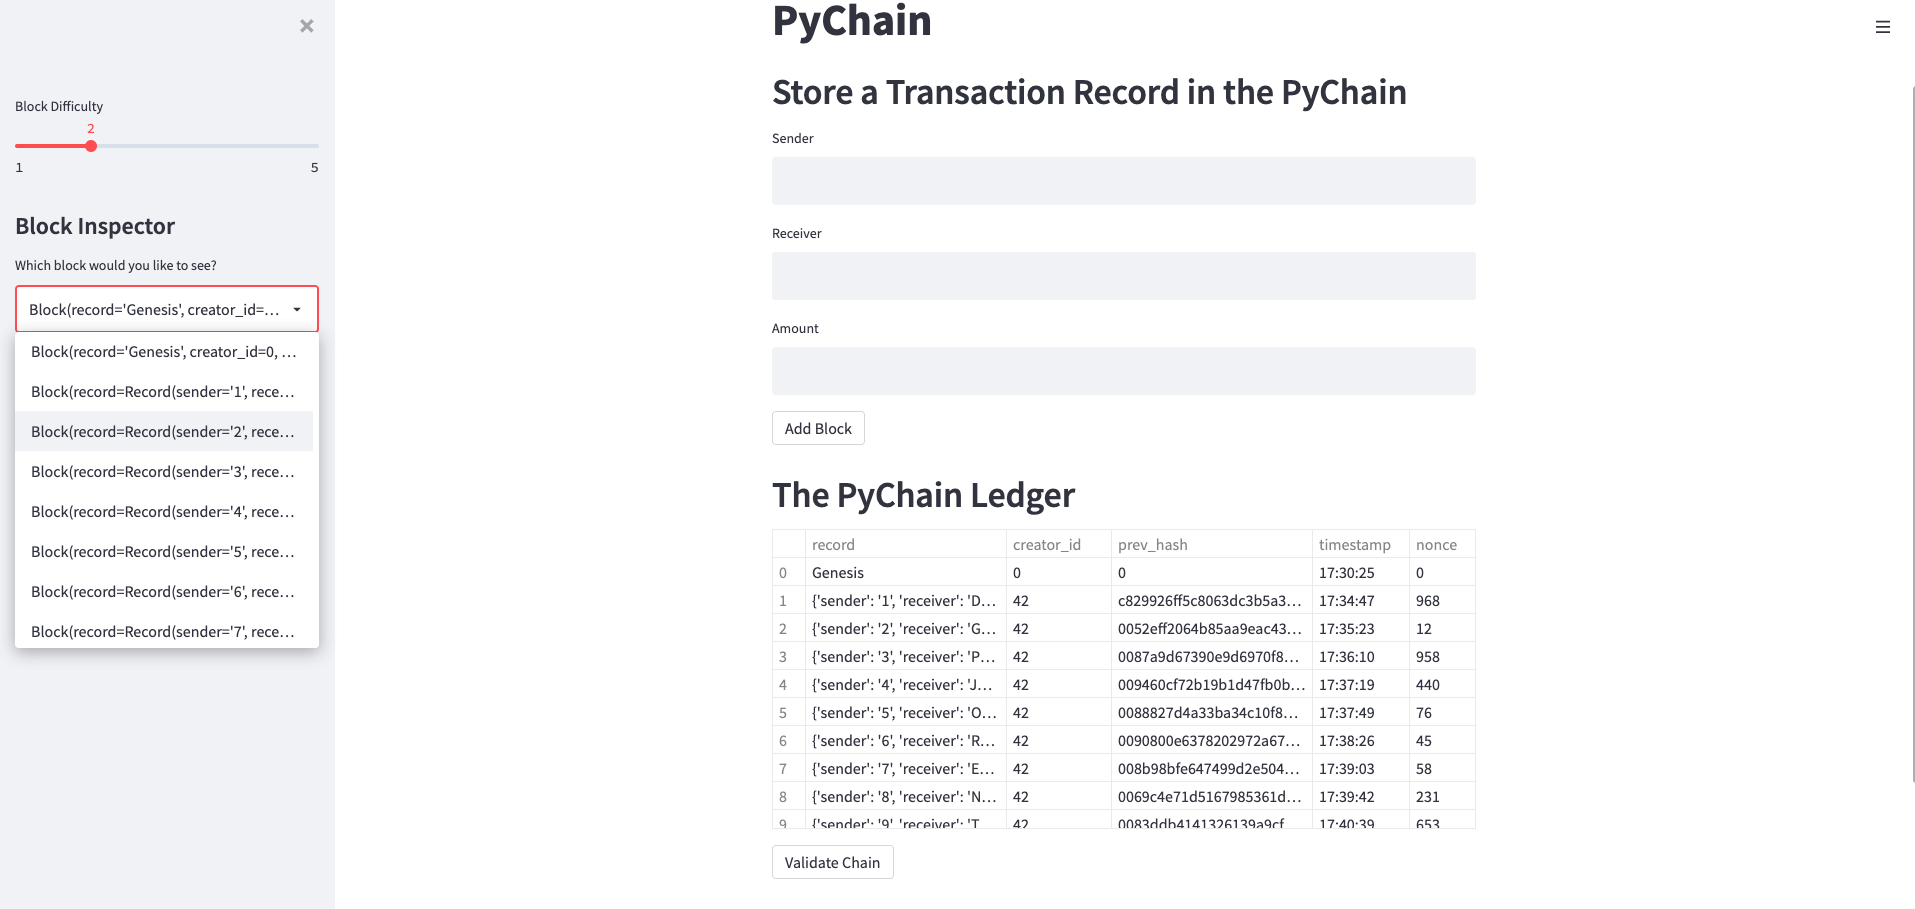 Block Difficulty
2
1 5
Block Inspector
Which block would you like to see?
Block(record='Genesis', creator_id=...
Block(record='Genesis', creator_id=0, ...
Block(record=Record(sender='1', rece...
Block(record=Record(sender='2', rece...
Block(record=Record(sender='3', rece...
Block(record=Record(sender='4', rece...
Block(record=Record(sender='5', rece...
Block(record=Record(sender='6', rece...
Block(record=Record(sender='7', rece...
PyChain
Store a Transaction Record in the PyChain
Sender
Receiver
Amount
Add Block
The PyChain Ledger
record creator_id prev_hash timestamp nonce
0 Genesis 0 0 17:30:25 0
1 {'sender': '1', 'receiver': 'D... 42 c829926ff5c8063dc3b5a3... 17:34:47 968
2 {'sender': '2', 'receiver': 'G... 42 0052eff2064b85aa9eac43... 17:35:23 12
3 {'sender': '3', 'receiver': 'P... 42 0087a9d67390e9d6970f8... 17:36:10 958
4 {'sender': '4', 'receiver': 'J... 42 009460cf72b19b1d47fb0b... 17:37:19 440
5 {'sender': '5', 'receiver': 'O... 42 0088827d4a33ba34c10f8... 17:37:49 76
6 {'sender': '6', 'receiver': 'R... 42 0090800e6378202972a67... 17:38:26 45
7 {'sender': '7', 'receiver': 'E... 42 008b98bfe647499d2e504... 17:39:03 58
8 {'sender': '8', 'receiver': 'N... 42 0069c4e71d5167985361d... 17:39:42 231
9 {'sender': '9', 'receiver': 'T 42 0083ddb4141326139a9cf 17:40:39 653
Validate Chain